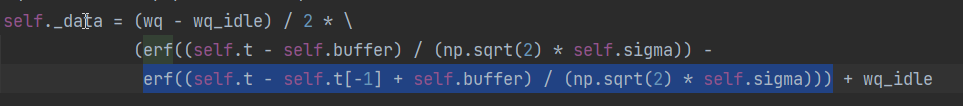 self._data = (wq - wq_idle) / 2 * \
(erf((self.t - self.buffer) / (np.sqrt(2) * self.sigma)) -
erf((self.t - self.t[-1] + self.buffer) / (np.sqrt(2) * self.sigma))) + wq_idle